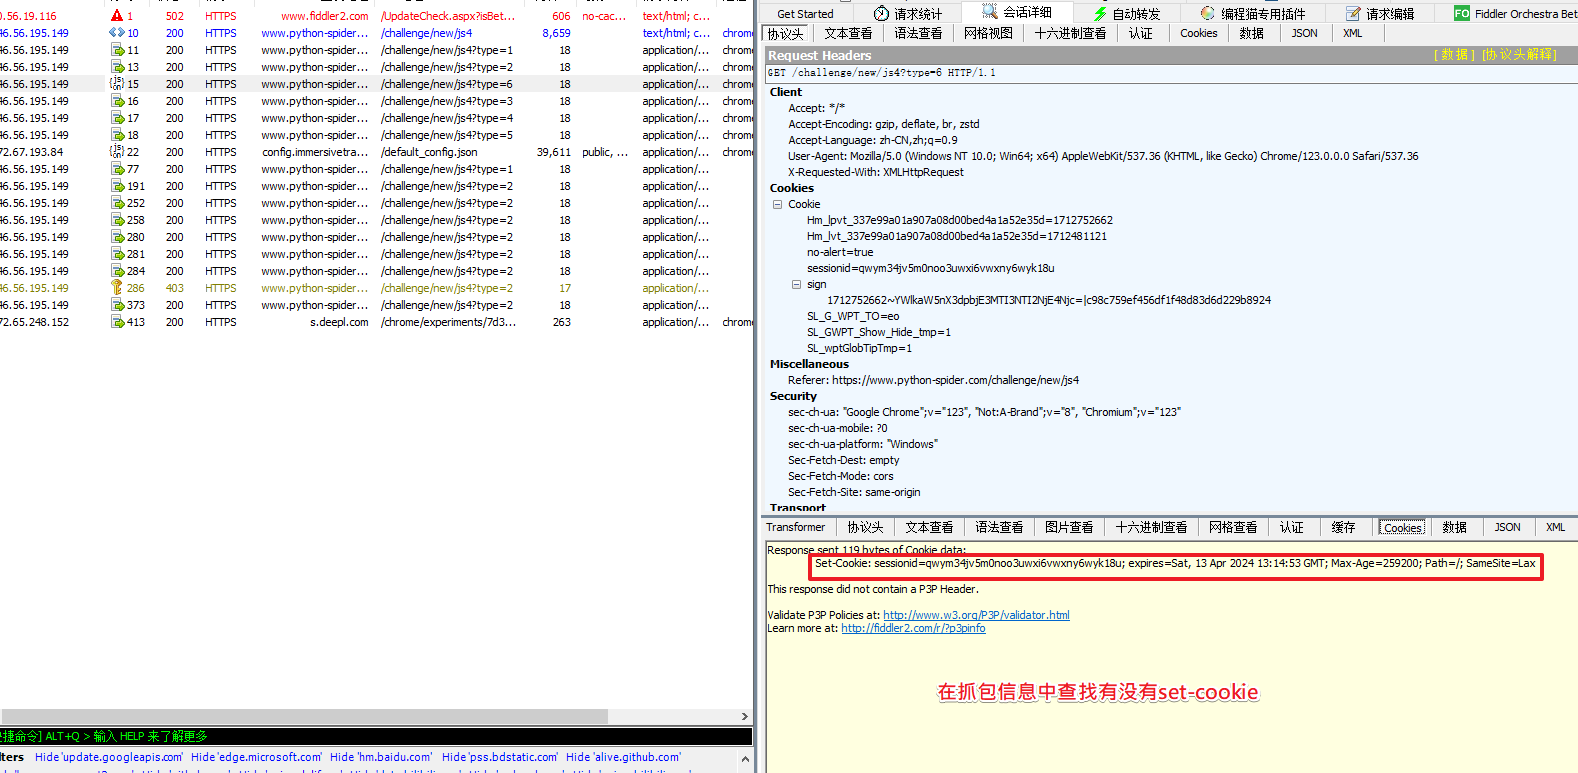 0.56.19.116 1 502 HTTPS www.fiddler2.com /UpdateCheck.aspx?isBet... 606 no-cac... text/html; c...
46.56.195.149 10 200 HTTPS www.python-spider... /challenge/new/js4 8,659 text/html; c... chrome
46.56.195.149 11 200 HTTPS www.python-spider... /challenge/new/js4?type=1 18 application/... chrome
46.56.195.149 13 200 HTTPS www.python-spider... /challenge/new/js4?type=2 18 application/... chrome
46.56.195.149 15 200 HTTPS www.python-spider... /challenge/new/js4?type=6 18 application/... chrome
46.56.195.149 16 200 HTTPS www.python-spider... /challenge/new/js4?type=3 18 application/... chrome
46.56.195.149 17 200 HTTPS www.python-spider... /challenge/new/js4?type=4 18 application/... chrome
46.56.195.149 18 200 HTTPS www.python-spider... /challenge/new/js4?type=5 18 application/... chrome
72.67.193.84 22 200 HTTPS config.immersivetra... /default_config.json 39,611 public, ... application/... chrome
46.56.195.149 77 200 HTTPS www.python-spider... /challenge/new/js4?type=1 18 application/...
46.56.195.149 191 200 HTTPS www.python-spider... /challenge/new/js4?type=2 18 application/...
46.56.195.149 252 200 HTTPS www.python-spider... /challenge/new/js4?type=2 18 application/...
46.56.195.149 258 200 HTTPS www.python-spider... /challenge/new/js4?type=2 18 application/...
46.56.195.149 280 200 HTTPS www.python-spider... /challenge/new/js4?type=2 18 application/...
46.56.195.149 281 200 HTTPS www.python-spider... /challenge/new/js4?type=2 18 application/...
46.56.195.149 284 200 HTTPS www.python-spider... /challenge/new/js4?type=2 18 application/...
46.56.195.149 286 403 HTTPS www.python-spider... /challenge/new/js4?type=2 17 application/...
46.56.195.149 373 200 HTTPS www.python-spider... /challenge/new/js4?type=2 18 application/...
72.65.248.152 413 200 HTTPS s.deepl.com /chrome/experiments/7d3... 263 application/... chrome
捷命令] ALT+Q > 输入 HELP 来了解更多
ters Hide 'update.googleapis.com' Hide 'edge.microsoft.com' Hide 'hm.baidu.com' Hide 'pss.bdstatic.com' Hide 'alive.github.com'
Get Started 请求统计 会话详细 自动转发 编程猫专用插件 请求编辑 FO Fiddler Orchestra Bet
协议头 文本查看 语法查看 网格视图 十六进制查看 认证 Cookies 数据 JSON XML
Request Headers [ 数据 ] [协议头解释]
GET /challenge/new/js4?type=6 HTTP/1.1
Client
Accept: */*
Accept-Encoding: gzip, deflate, br, zstd
Accept-Language: zh-CN,zh;q=0.9
User-Agent: Mozilla/5.0 (Windows NT 10.0; Win64; x64) AppleWebKit/537.36 (KHTML, like Gecko) Chrome/123.0.0.0 Safari/537.36
X-Requested-With: XMLHttpRequest
Cookies
Cookie
Hm_lpvt_337e99a01a907a08d00bed4a1a52e35d=1712752662
Hm_lvt_337e99a01a907a08d00bed4a1a52e35d=1712481121
no-alert=true
sessionid=qwym34jv5m0noo3uwxi6vwxny6wyk18u
sign
1712752662~YWlkaW5nX3dpbjE3MTI3NTI2NjE4Njc=|c98c759ef456df1f48d83d6d229b8924
SL_G_WPT_TO=eo
SL_GWPT_Show_Hide_tmp=1
SL_wptGlobTipTmp=1
Miscellaneous
Referer: https://www.python-spider.com/challenge/new/js4
Security
sec-ch-ua: "Google Chrome";v="123", "Not:A-Brand";v="8", "Chromium";v="123"
sec-ch-ua-mobile: ?0
sec-ch-ua-platform: "Windows"
Sec-Fetch-Dest: empty
Sec-Fetch-Mode: cors
Sec-Fetch-Site: same-origin
Transport
Transformer 协议头 文本查看 语法查看 图片查看 十六进制查看 网格查看 认证 缓存 Cookies 数据 JSON XML
Response sent 119 bytes of Cookie data:
Set-Cookie: sessionid=qwym34jv5m0noo3uwxi6vwxny6wyk18u; expires=Sat, 13 Apr 2024 13:14:53 GMT; Max-Age=259200; Path=/; SameSite=Lax
This response did not contain a P3P Header.
Validate P3P Policies at: http://www.w3.org/P3P/validator.html
Learn more at: http://fiddler2.com/r/?p3pinfo
在抓包信息中查找有没有set-cookie